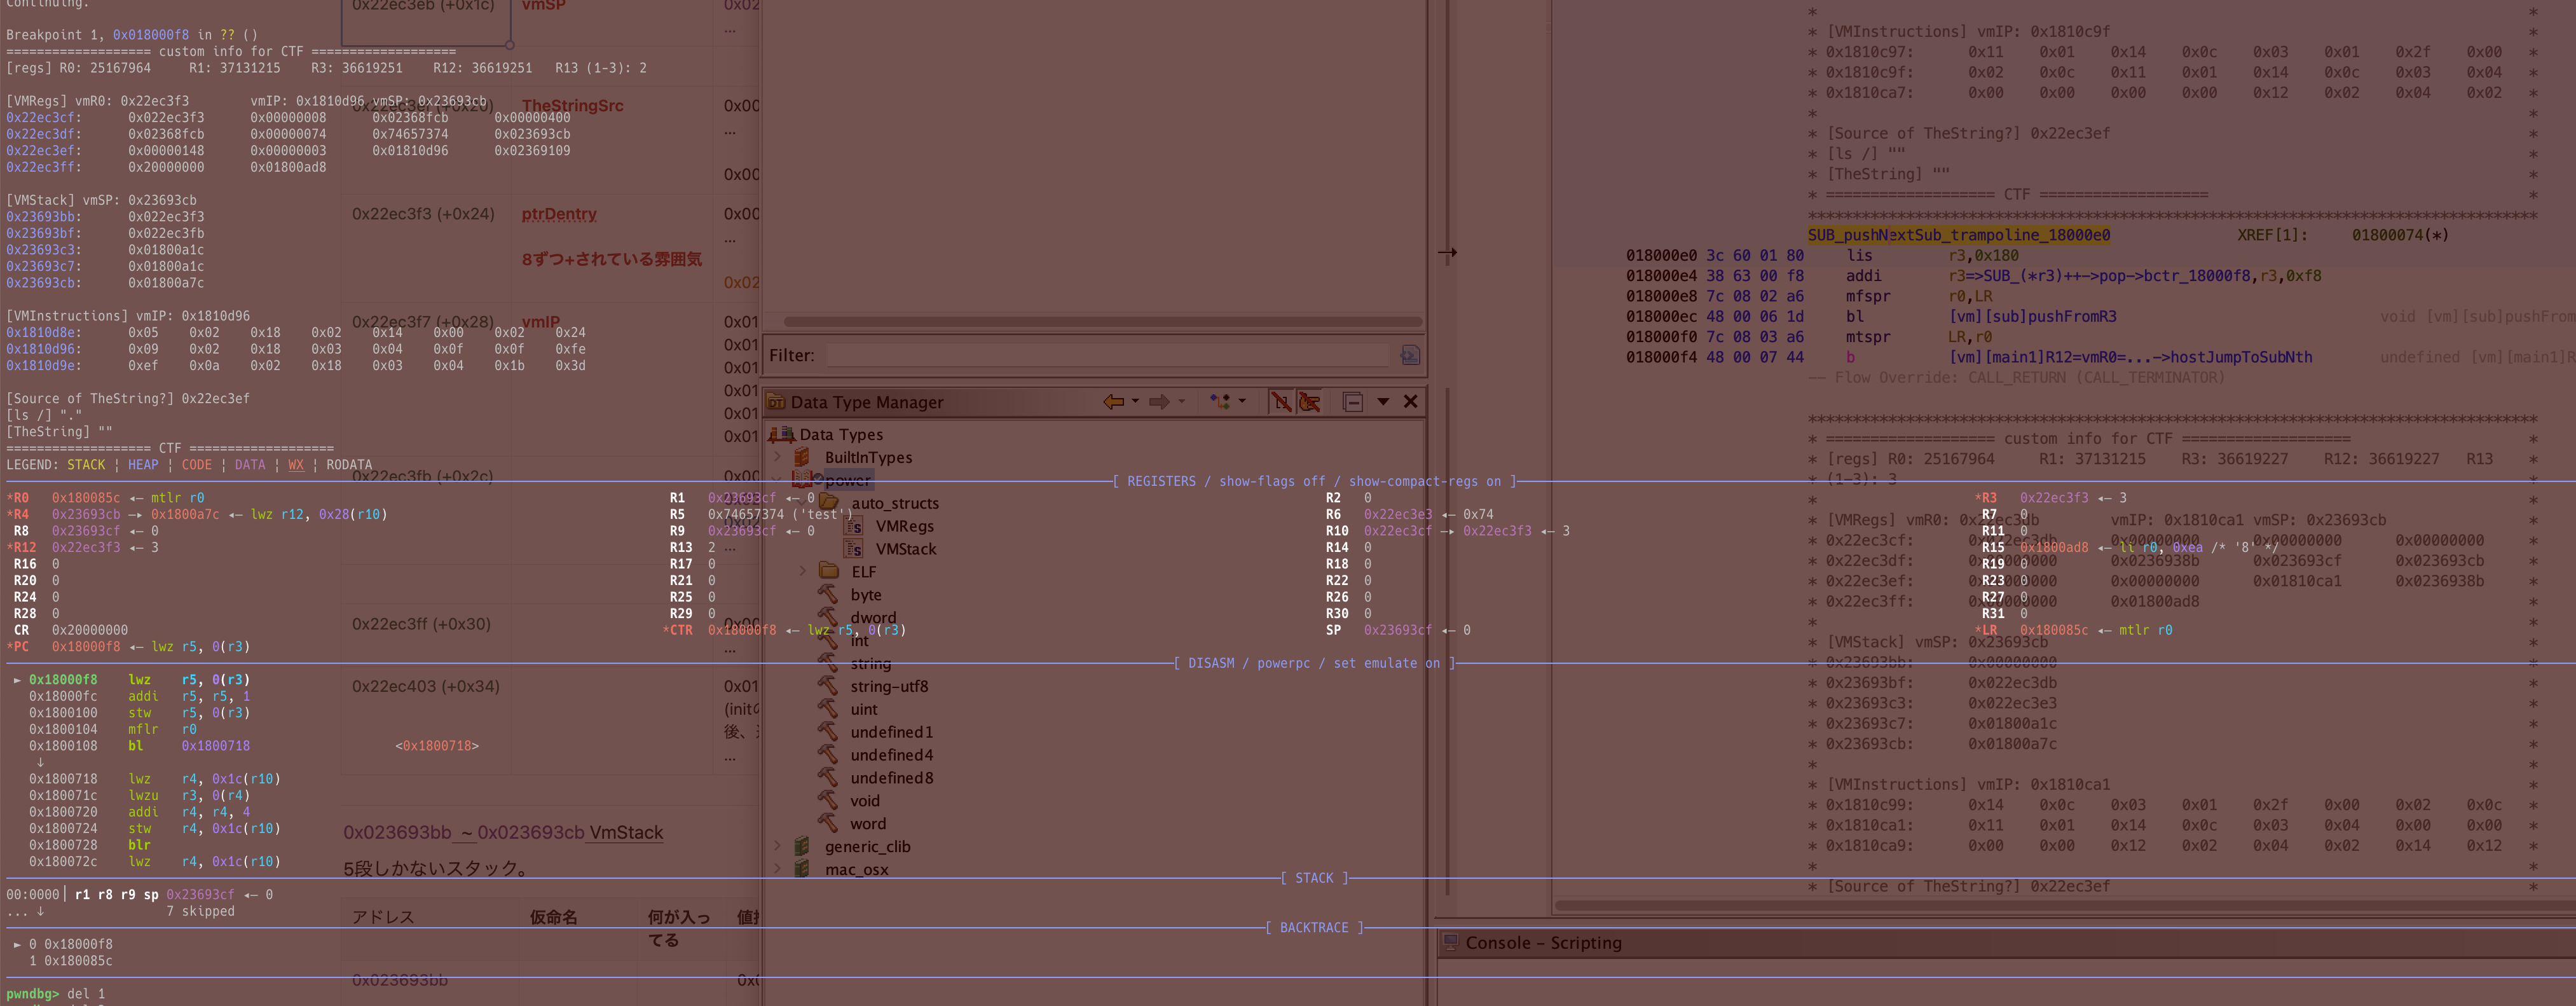 Continuing.
Breakpoint 1, 0x018000f8 in ?? ()
=================== custom info for CTF ===================
[regs] R0: 25167964 R1: 37131215 R3: 36619251 R12: 36619251 R13 (1-3): 2
[VMRegs] vmR0: 0x22ec3f3 vmIP: 0x1810d96 vmSP: 0x23693cb
0x22ec3cf: 0x022ec3f3 0x00000008 0x02368fcb 0x00000400
0x22ec3df: 0x02368fcb 0x00000074 0x74657374 0x023693cb
0x22ec3ef: 0x00000148 0x00000003 0x01810d96 0x02369109
0x22ec3ff: 0x20000000 0x01800ad8
[VMStack] vmSP: 0x23693cb
0x23693bb: 0x022ec3f3
0x23693bf: 0x022ec3fb
0x23693c3: 0x01800a1c
0x23693c7: 0x01800a1c
0x23693cb: 0x01800a7c
[VMInstructions] vmIP: 0x1810d96
0x1810d8e: 0x05 0x02 0x18 0x02 0x14 0x00 0x02 0x24
0x1810d96: 0x09 0x02 0x18 0x03 0x04 0x0f 0x0f 0xfe
0x1810d9e: 0xef 0x0a 0x02 0x18 0x03 0x04 0x1b 0x3d
[Source of TheString?] 0x22ec3ef
[ls /] "."
[TheString] ""
=================== CTF ===================
LEGEND: STACK | HEAP | CODE | DATA | WX | RODATA
[ REGISTERS / show-flags off / show-compact-regs on ]
*R0 0x180085c ◂— mtlr r0
R1 0x23693cf ◂— 0
R2 0
*R3 0x22ec3f3 ◂— 3
*R4 0x23693cb —▸ 0x1800a7c ◂— lwz r12, 0x28(r10)
R5 0x74657374 ('test')
R6 0x22ec3e3 ◂— 0x74
R7 0
R8 0x23693cf ◂— 0
R9 0x23693cf ◂— 0
R10 0x22ec3cf —▸ 0x22ec3f3 ◂— 3
R11 0
*R12 0x22ec3f3 ◂— 3
R13 2
R14 0
R15 0x1800ad8 ◂— li r0, 0xea /* '8' */
R16 0
R17 0
R18 0
R19 0
R20 0
R21 0
R22 0
R23 0
R24 0
R25 0
R26 0
R27 0
R28 0
R29 0
R30 0
R31 0
CR 0x20000000
*CTR 0x18000f8 ◂— lwz r5, 0(r3)
SP 0x23693cf ◂— 0
*LR 0x180085c ◂— mtlr r0
*PC 0x18000f8 ◂— lwz r5, 0(r3)
[ DISASM / powerpc / set emulate on ]
► 0x18000f8 lwz r5, 0(r3)
0x18000fc addi r5, r5, 1
0x1800100 stw r5, 0(r3)
0x1800104 mflr r0
0x1800108 bl 0x1800718 <0x1800718>
↓
0x1800718 lwz r4, 0x1c(r10)
0x180071c lwzu r3, 0(r4)
0x1800720 addi r4, r4, 4
0x1800724 stw r4, 0x1c(r10)
0x1800728 blr
0x180072c lwz r4, 0x1c(r10)
[ STACK ]
00:0000│ r1 r8 r9 sp 0x23693cf ◂— 0
... ↓ 7 skipped
[ BACKTRACE ]
► 0 0x18000f8
1 0x180085c
pwndbg> del 1
0x22ec3eb (+0x1c) vmSP 0x02
...
0x22ec3ef (+0x20) TheStringSrc 0x00
...
0x00
0x22ec3f3 (+0x24) ptrDentry 0x00
...
8ずつ+されている雰囲気
0x02
0x22ec3f7 (+0x28) vmIP 0x01
0x01
0x01
0x01
0x01
0x01
0x22ec3fb (+0x2c)
0x22ec3ff (+0x30)
0x22ec403 (+0x34) 0x01
(initの
後、
...
0x023693bb ~ 0x023693cb VmStack
5段しかないスタック。
アドレス 仮命名 何が入ってる
0x023693bb
Filter:
Data Type Manager
Data Types
BuiltInTypes
power
auto_structs
VMRegs
VMStack
ELF
byte
dword
int
string
string-utf8
uint
undefined1
undefined4
undefined8
void
word
generic_clib
mac_osx
*
* [VMInstructions] vmIP: 0x1810c9f *
* 0x1810c97: 0x11 0x01 0x14 0x0c 0x03 0x01 0x2f 0x00 *
* 0x1810c9f: 0x02 0x0c 0x11 0x01 0x14 0x0c 0x03 0x04 *
* 0x1810ca7: 0x00 0x00 0x00 0x00 0x12 0x02 0x04 0x02 *
*
* [Source of TheString?] 0x22ec3ef *
* [ls /] "" *
* [TheString] "" *
* =================== CTF =================== *
SUB_pushNextSub_trampoline_18000e0 XREF[1]: 01800074(*)
018000e0 3c 60 01 80 lis r3,0x180
018000e4 38 63 00 f8 addi r3=>SUB_(*r3)++->pop->bctr_18000f8,r3,0xf8
018000e8 7c 08 02 a6 mfspr r0,LR
018000ec 48 00 06 1d bl [vm][sub]pushFromR3 void [vm][sub]pushFrom
018000f0 7c 08 03 a6 mtspr LR,r0
018000f4 48 00 07 44 b [vm][main1]R12=vmR0=...->hostJumpToSubNth undefined [vm][main1]R
-- Flow Override: CALL_RETURN (CALL_TERMINATOR)
* =================== custom info for CTF =================== *
* [regs] R0: 25167964 R1: 37131215 R3: 36619227 R12: 36619227 R13 *
* (1-3): 3 *
* [VMRegs] vmR0: 0x22ec3db vmIP: 0x1810ca1 vmSP: 0x23693cb *
* 0x22ec3df: 0x0236938b 0x023693cf *
* 0x22ec3ef: 0x00000000 0x01810ca1 0x0236938b *
* 0x22ec3ff: 0x01800ad8 *
* [VMStack] vmSP: 0x23693cb *
* 0x23693bb: 0x00000000 *
* 0x23693bf: 0x022ec3db *
* 0x23693c3: 0x022ec3e3 *
* 0x23693c7: 0x01800a1c *
* 0x23693cb: 0x01800a7c *
*
* [VMInstructions] vmIP: 0x1810ca1 *
* 0x1810c99: 0x14 0x0c 0x03 0x01 0x2f 0x00 0x02 0x0c *
* 0x1810ca1: 0x11 0x01 0x14 0x0c 0x03 0x04 0x00 0x00 *
* 0x1810ca9: 0x00 0x00 0x12 0x02 0x04 0x02 0x14 0x12 *
*
* [Source of TheString?] 0x22ec3ef *
Console - Scripting